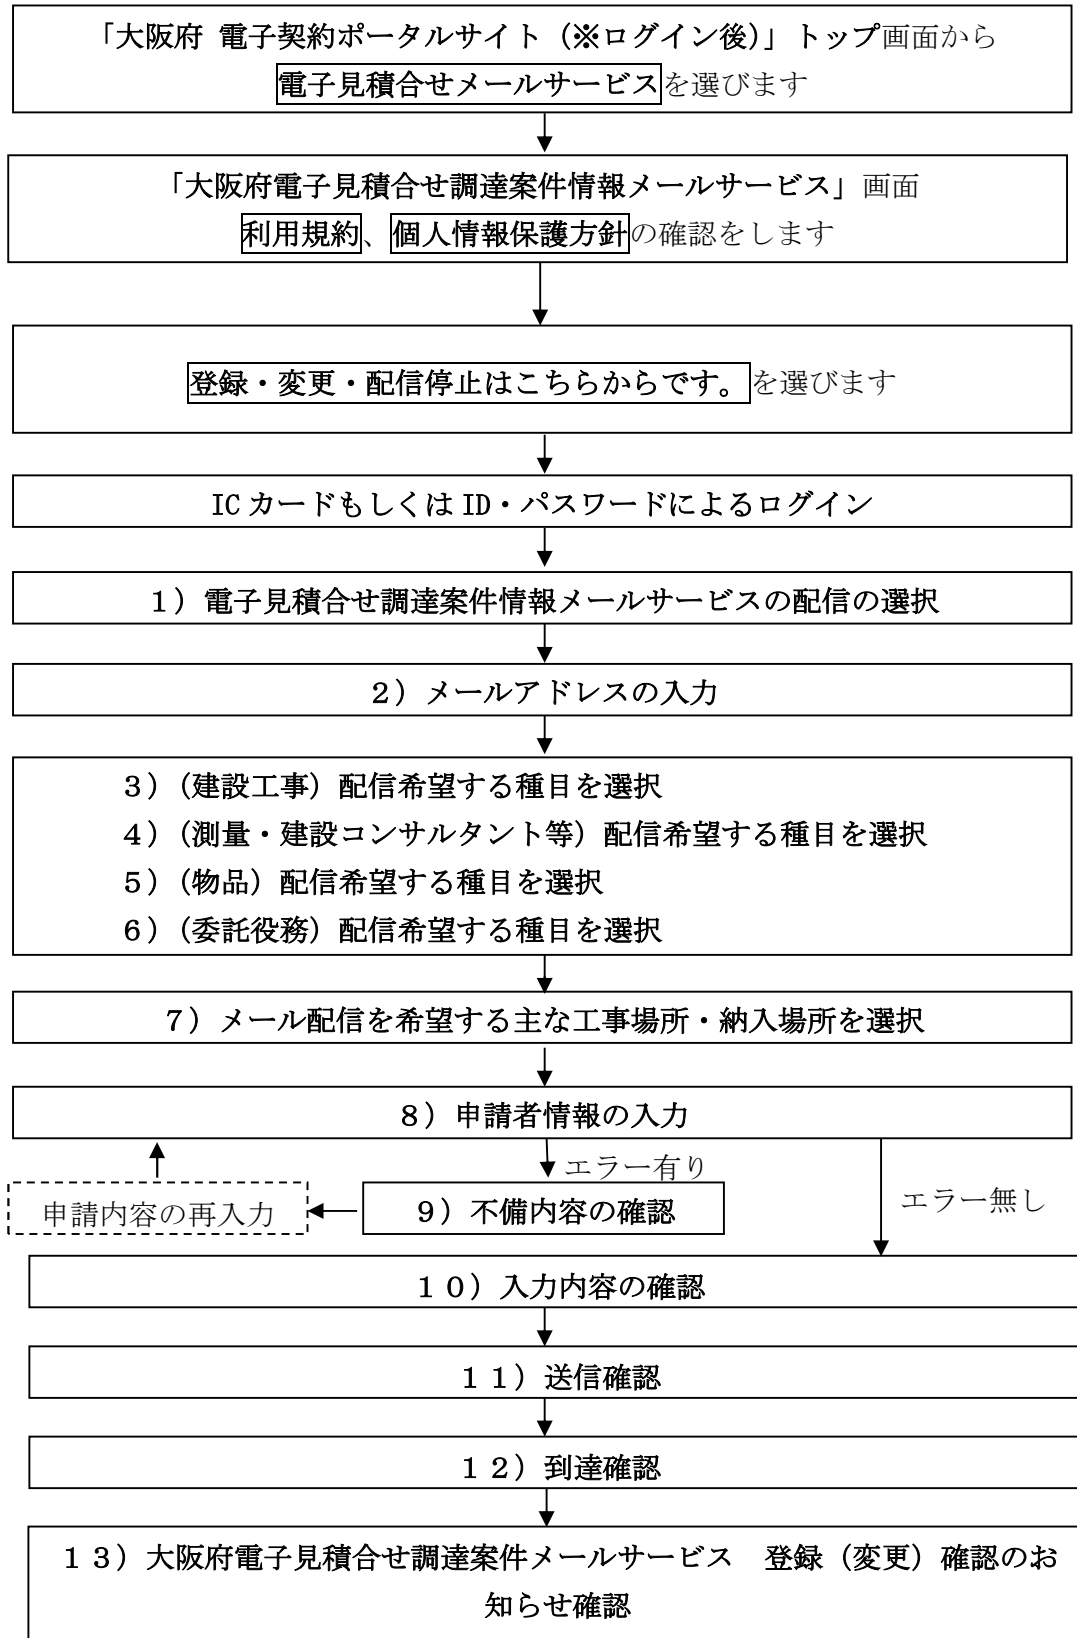 「大阪府 電子契約ポータルサイト（※ログイン後）」トップ画面から
電子見積合せメールサービスを選びます
「大阪府電子見積合せ調達案件情報メールサービス」画面
利用規約、個人情報保護方針の確認をします
登録・変更・配信停止はこちらからです。を選びます
ICカードもしくはID・パスワードによるログイン
１）電子見積合せ調達案件情報メールサービスの配信の選択
２）メールアドレスの入力
３）（建設工事）配信希望する種目を選択
４）（測量・建設コンサルタント等）配信希望する種目を選択
５）（物品）配信希望する種目を選択
６）（委託役務）配信希望する種目を選択
７）メール配信を希望する主な工事場所・納入場所を選択
８）申請者情報の入力
エラー有り
申請内容の再入力
９）不備内容の確認
エラー無し
１０）入力内容の確認
１１）送信確認
１２）到達確認
１３）大阪府電子見積合せ調達案件メールサービス　登録（変更）確認のお
知らせ確認